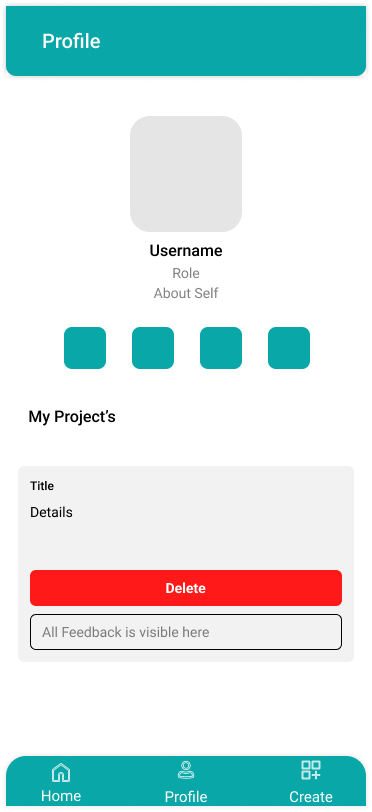 Profile
Username
Role
About Self
My Project's
Title
Details
Delete
All Feedback is visible here
Home
Profile
Create